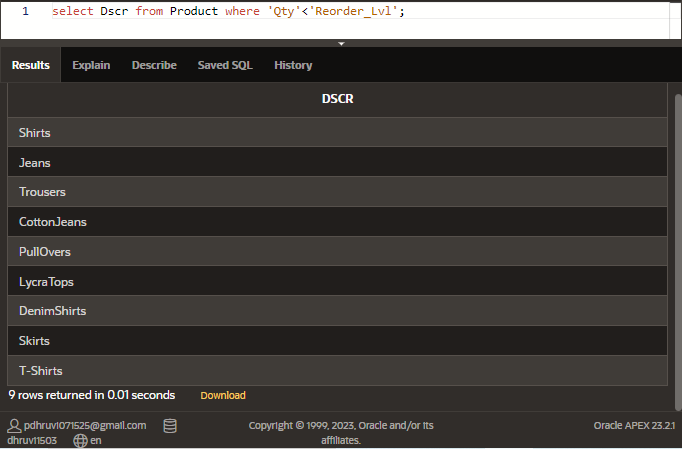 1 select Dscr from Product where 'Qty'<'Reorder_Lvl';
Results Explain Describe Saved SQL History
DSCR
Shirts
Jeans
Trousers
CottonJeans
PullOvers
LycraTops
DenimShirts
Skirts
T-Shirts
9 rows returned in 0.01 seconds Download
pdhruvi071525@gmail.com
dhruvi1503 en
Copyright © 1999, 2023, Oracle and/or its
affiliates.
Oracle APEX 23.2.1